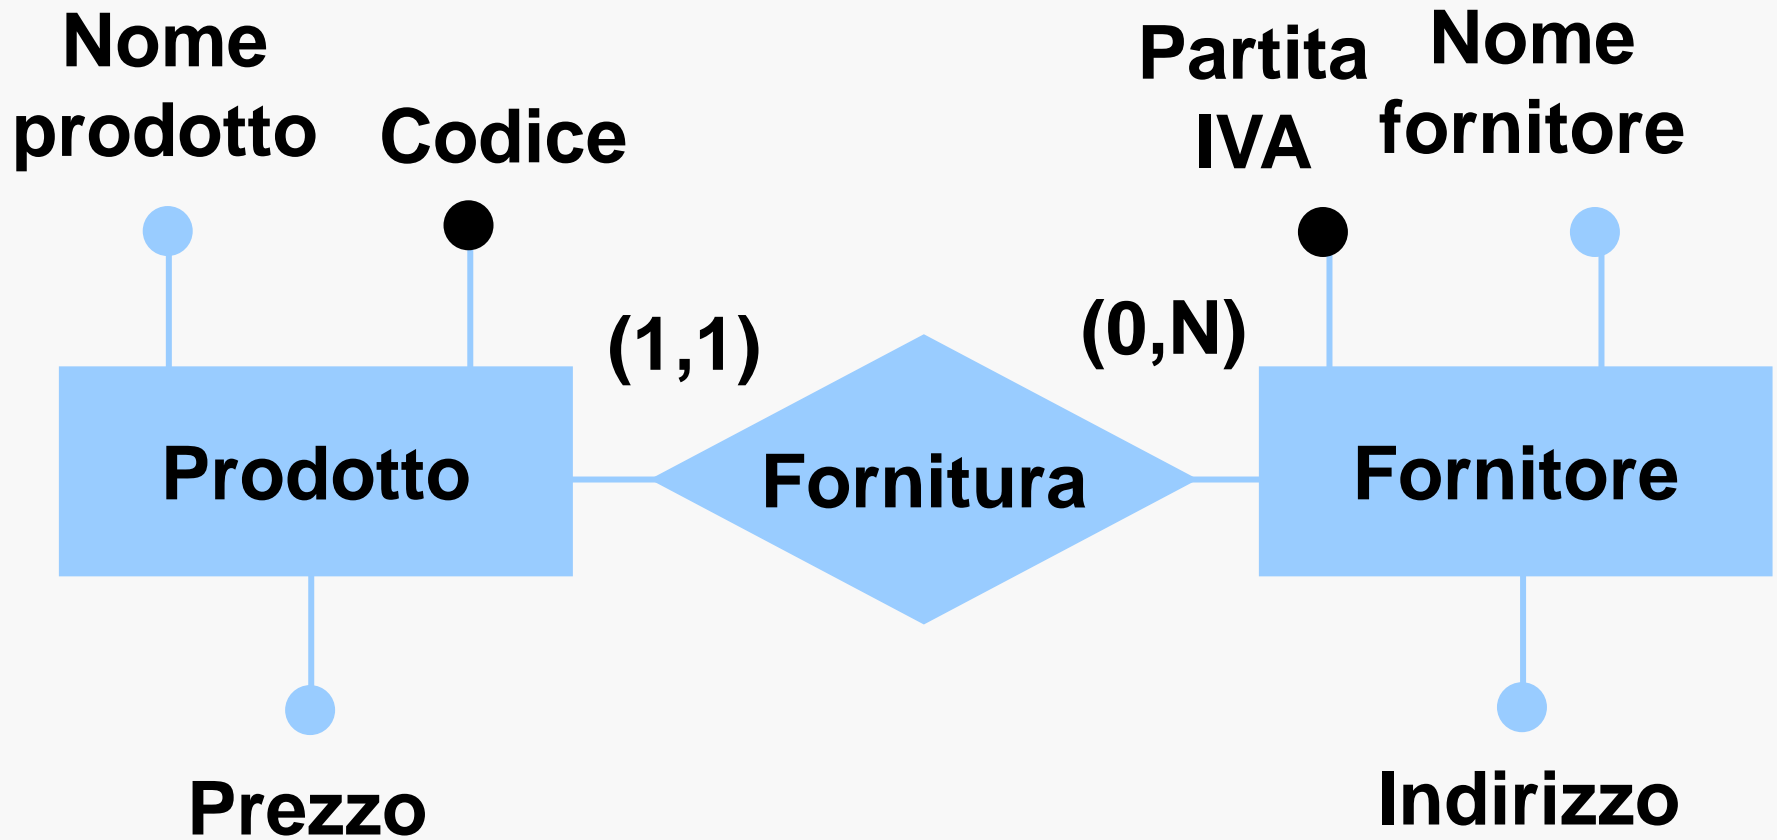 Nome
prodotto
Codice
Partita
IVA
Nome
fornitore
(1,1)
(0,N)
Prodotto
Fornitura
Fornitore
Prezzo
Indirizzo